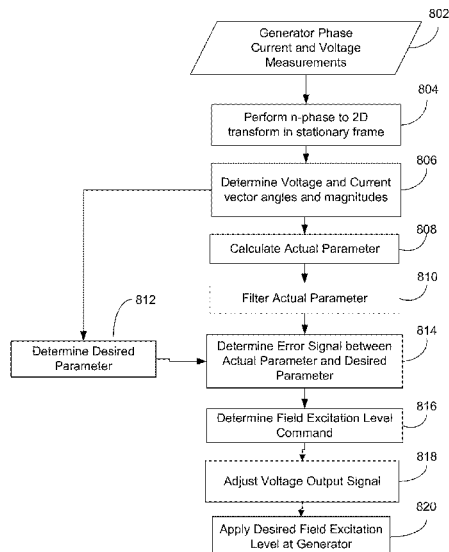 Generator Phase
Current and Voltage
Measurements
802
Perform n-phase to 2D
transform in stationary frame
804
Determine Voltage and Current
vector angles and magnitudes
806
Calculate Actual Parameter
808
Filter Actual Parameter
810
Determine Desired
Parameter
812
Determine Error Signal between
Actual Parameter and Desired
Parameter
814
Determine Field Excitation Level
Command
816
Adjust Voltage Output Signal
818
Apply Desired Field Excitation
Level at Generator
820